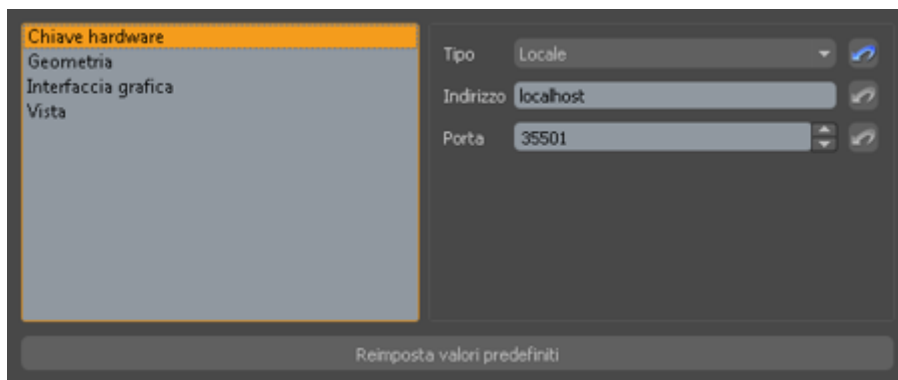 Chiave hardware
Geometria
Interfaccia grafica
Vista
Tipo Locale
Indirizzo localhost
Porta 35501
Reimposta valori predefiniti